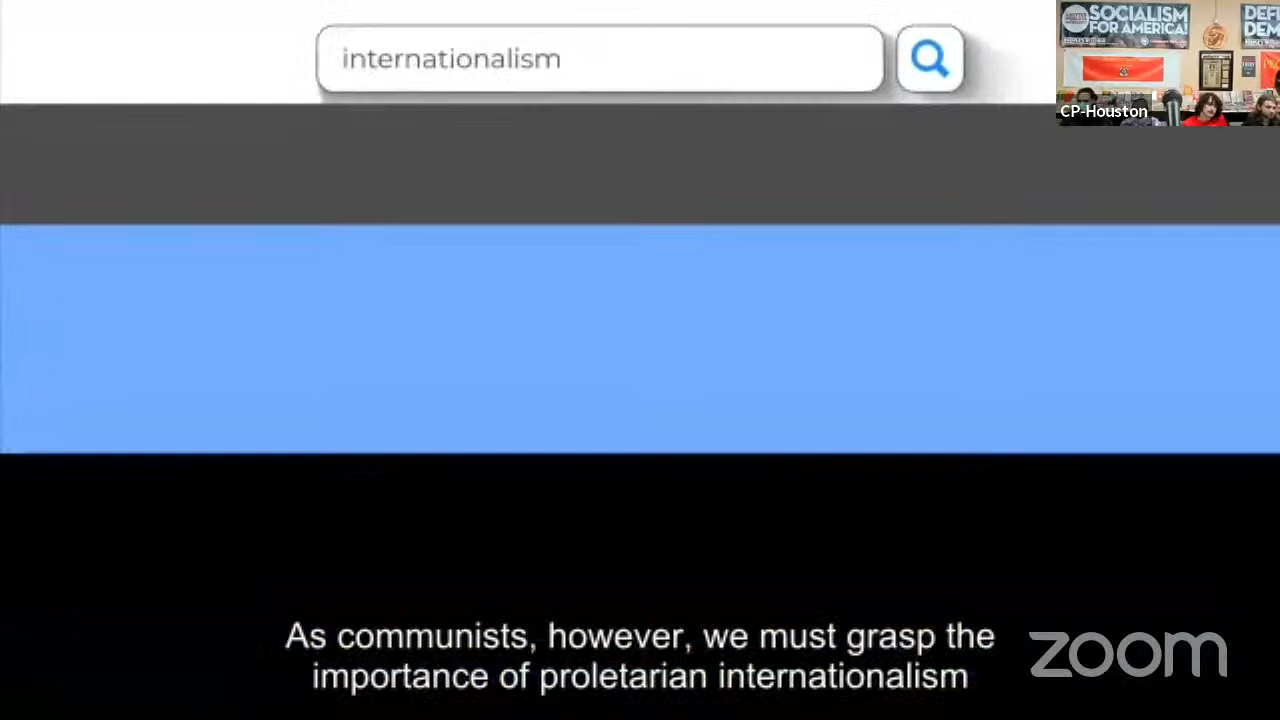 internationalism
SOCIALISM
FOR AMERICA!
CP-Houston
As communists, however, we must grasp the
importance of proletarian internationalism
zoom